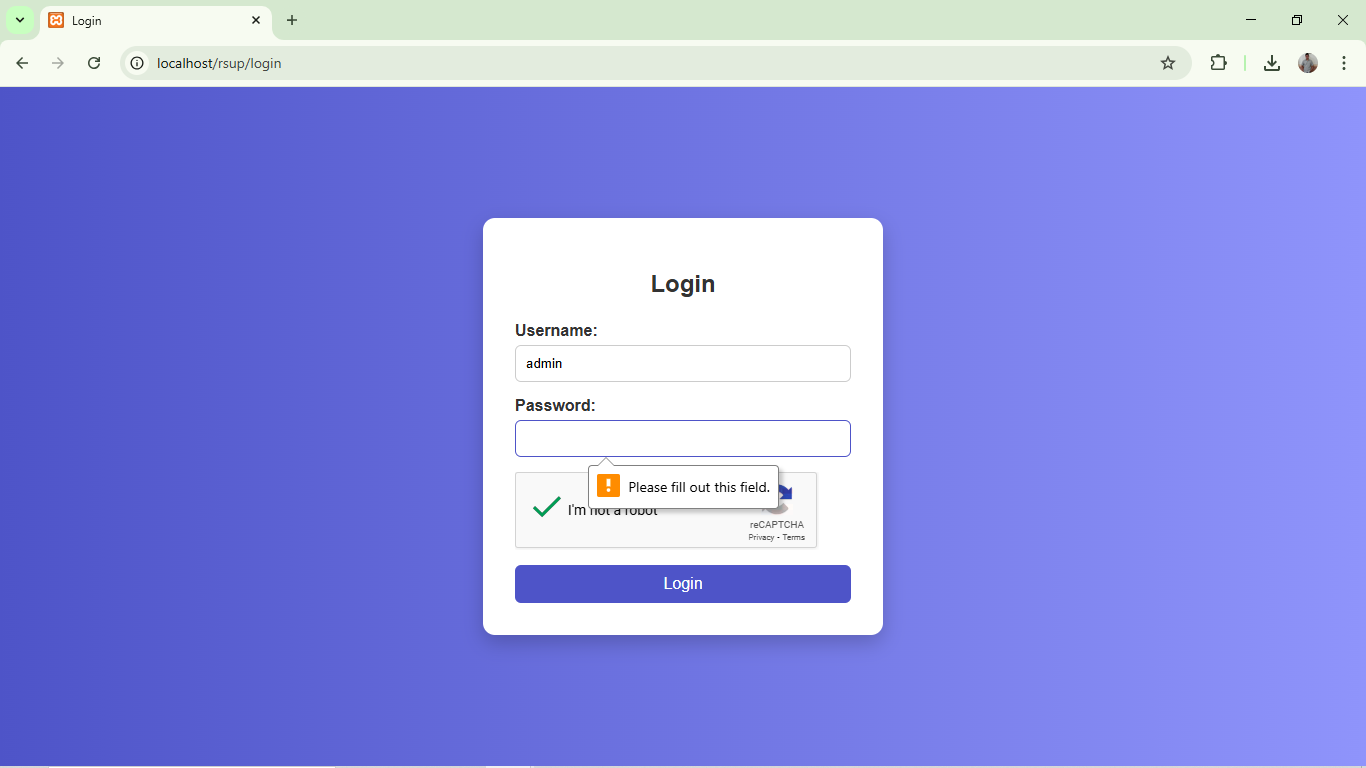 Login
localhost/rsup/login
Login
Username:
admin
Password:
Please fill out this field.
I'm not a robot
reCAPTCHA
Privacy - Terms
Login